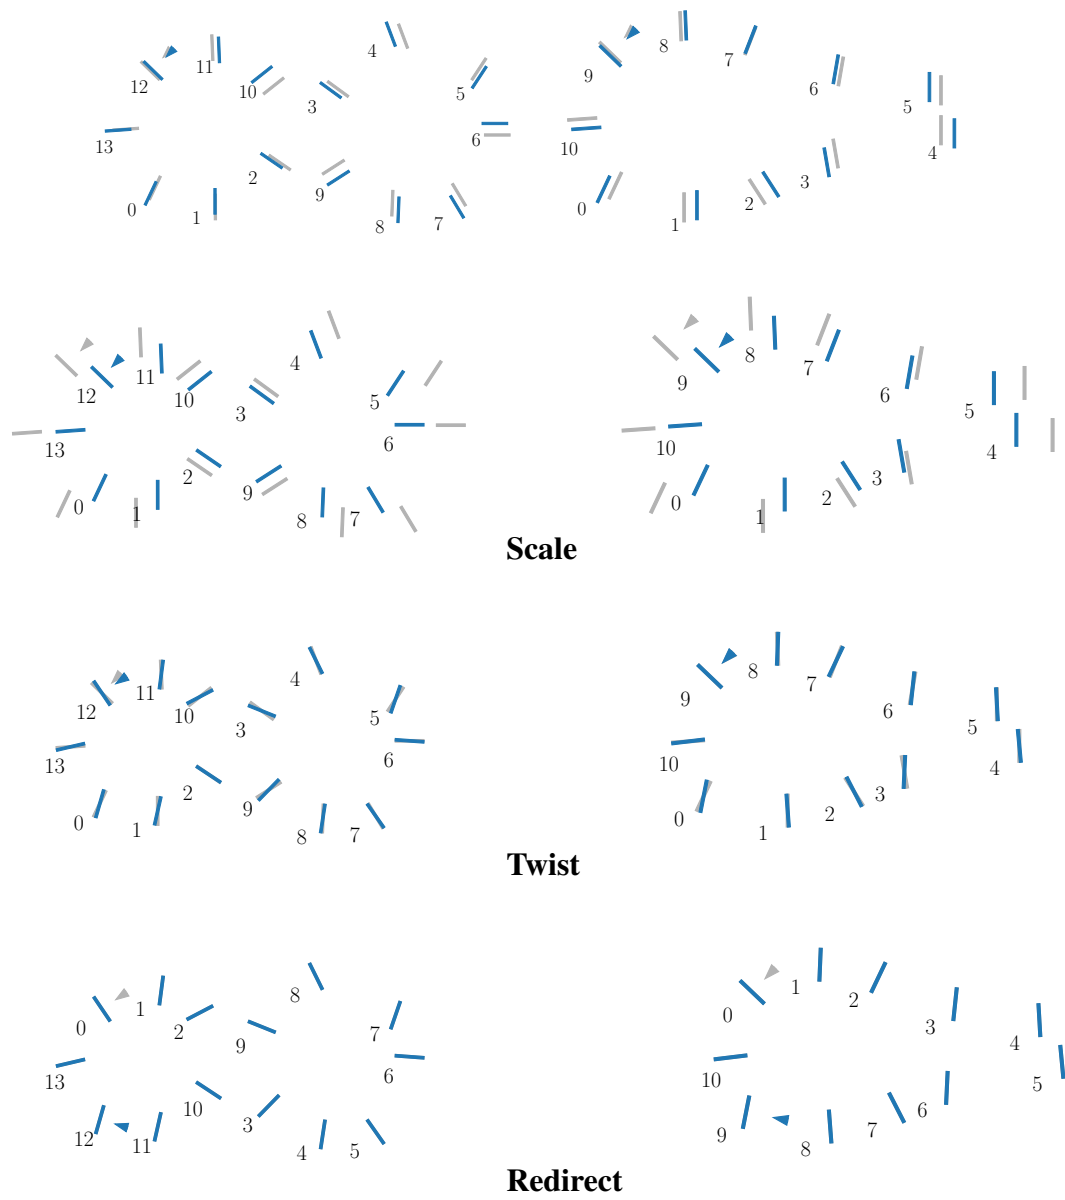 4 8
11 7
12 9
10 3 5 6 5
13 6 10 4
2 3
0 1 9 8 7 0 1 2
4 8 7
11 9
12 10 3 5 6 5
13 6 10 4
2 9 3
0 1 8 7 0 1 2
Scale
4 8 7
11 9
12 10 3 5 6 5
13 6 10 4
2 9 3
0 1 8 7 0 1 2
Twist
8 1 2
1
0 2 9 7 0 3 4
13 6 10 5
10 3 6
12 11 4 5 9 8 7
Redirect